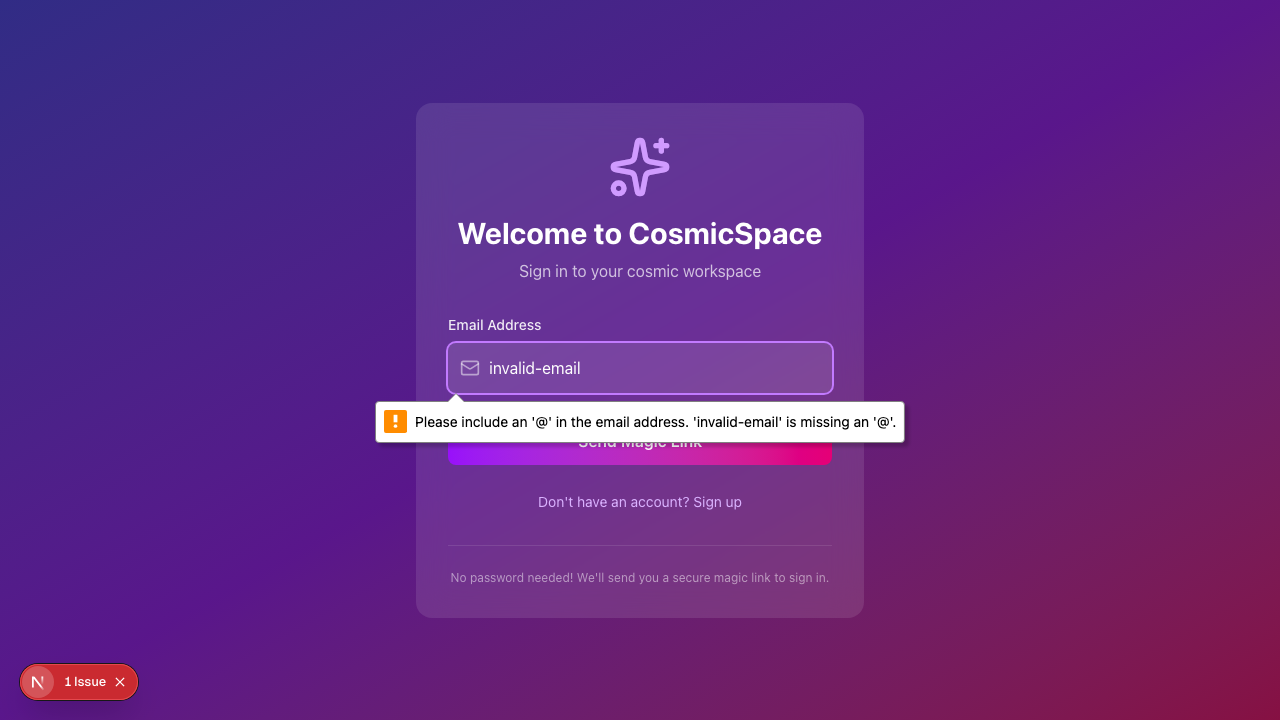 Welcome to CosmicSpace
Sign in to your cosmic workspace
Email Address
invalid-email
Please include an '@' in the email address. 'invalid-email' is missing an '@'.
Send Magic Link
Don't have an account? Sign up
No password needed! We'll send you a secure magic link to sign in.
1 Issue